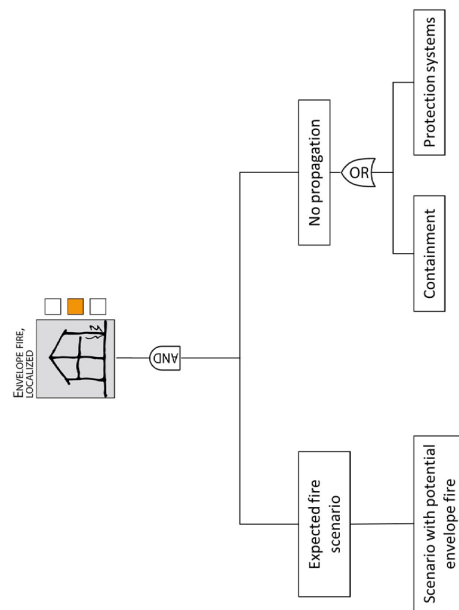 ENVELOPE FIRE,
LOCALIZED
AND
Expected fire
scenario
No propagation
OR
Scenario with potential
envelope fire
Containment
Protection systems